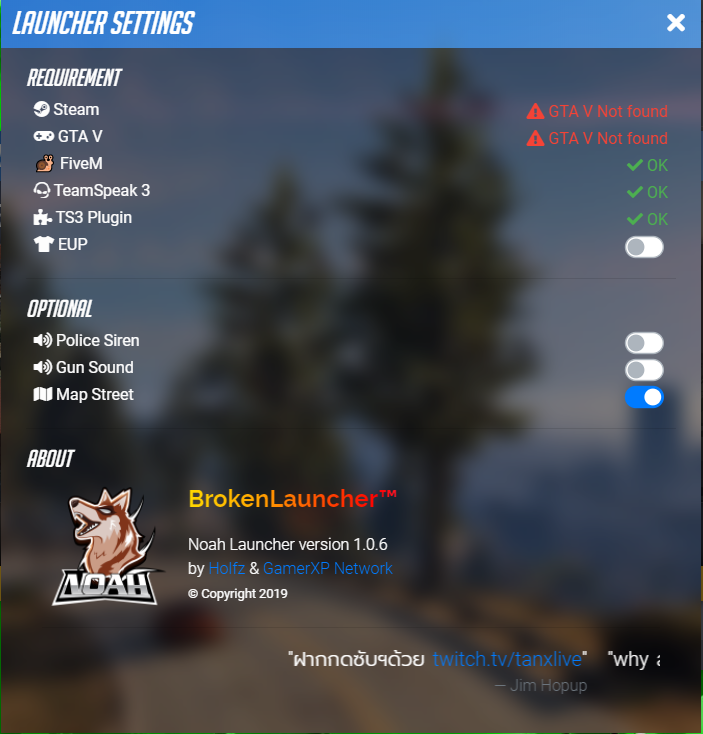 LAUNCHER SETTINGS
REQUIREMENT
Steam GTA V Not found
GTA V GTA V Not found
FiveM OK
TeamSpeak 3 OK
TS3 Plugin OK
EUP
OPTIONAL
Police Siren
Gun Sound
Map Street
ABOUT
BrokenLauncher™
Noah Launcher version 1.0.6
by Holfz & GamerXP Network
© Copyright 2019
NOAH
"ฝากกดซับฯด้วย twitch.tv/tanxlive" "why
— Jim Hopup